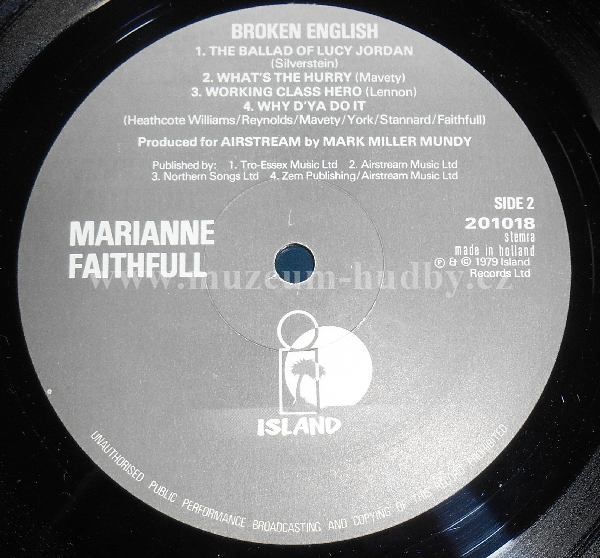 BROKEN ENGLISH
1. THE BALLAD OF LUCY JORDAN
(Silverstein)
2. WHAT'S THE HURRY (Mavety)
3. WORKING CLASS HERO (Lennon)
4. WHY D'YA DO IT
(Heathcote Williams/Reynolds/Mavety/York/Stannard/Faithfull)
Produced for AIRSTREAM by MARK MILLER MUNDY
Published by: 1. Tro-Essex Music Ltd 2. Airstream Music Ltd
3. Northern Songs Ltd 4. Zem Publishing/Airstream Music Ltd
MARIANNE
FAITHFULL
SIDE 2
201018
stemra
made in holland
℗ & © 1979 Island
Records Ltd
www.muzeum-hudby.cz
ISLAND
UNAUTHORISED PUBLIC PERFORMANCE BROADCASTING AND COPYING OF THIS RECORD PROHIBITED